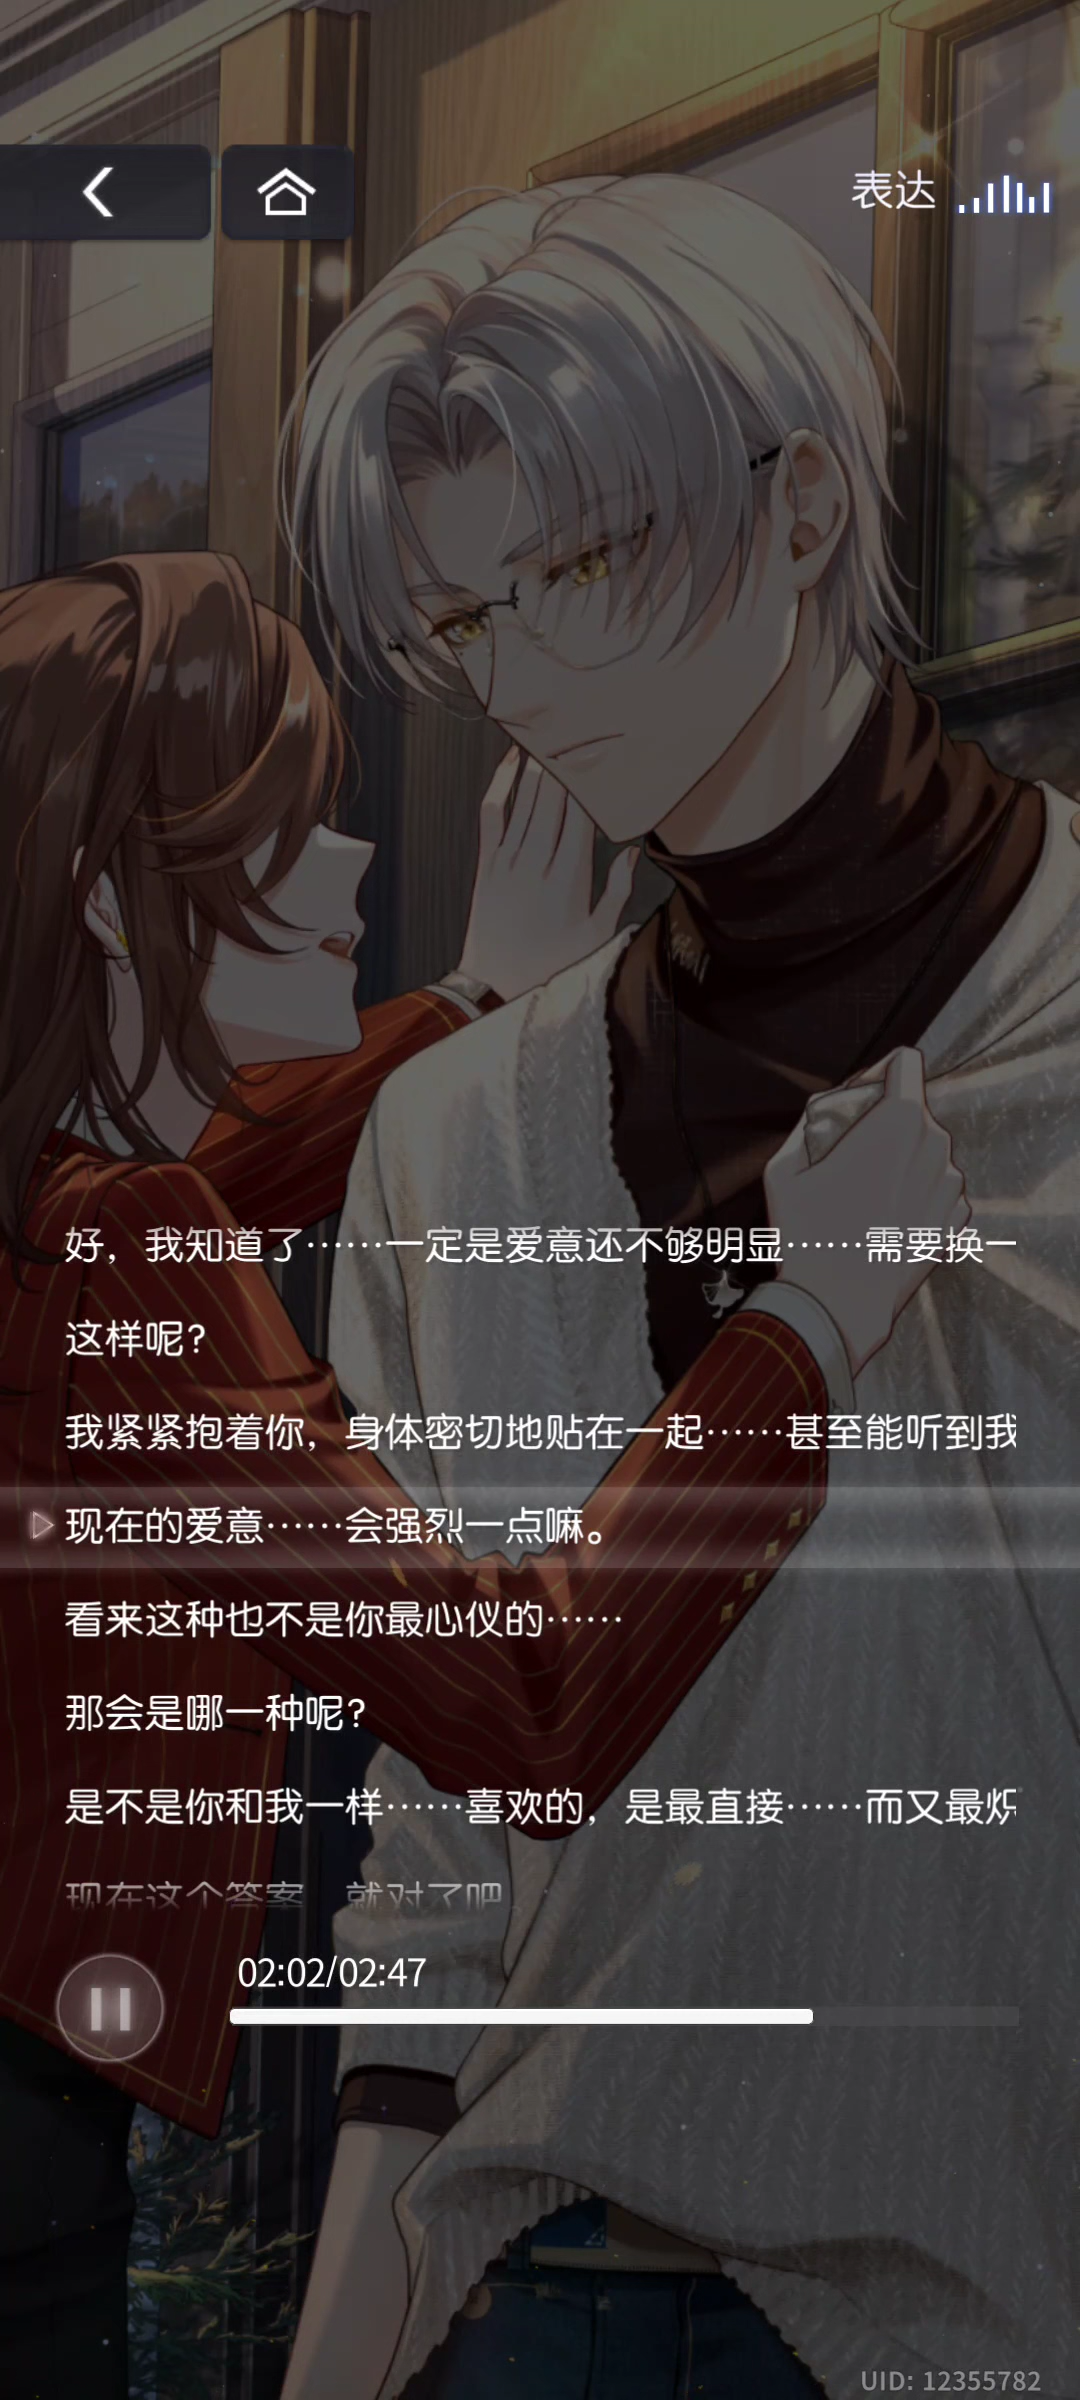 表达
好，我知道了……一定是爱意还不够明显……需要换一
这样呢？
我紧紧抱着你，身体密切地贴在一起……甚至能听到我
现在的爱意……会强烈一点嘛。
看来这种也不是你最心仪的……
那会是哪一种呢？
是不是你和我一样……喜欢的，是最直接……而又最炽
现在这个答案，就对了吧
02:02/02:47
UID: 12355782